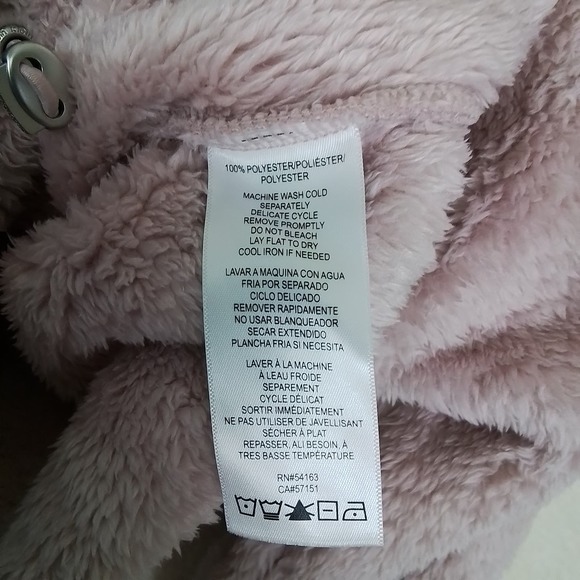 100% POLYESTER/POLIÉSTER/
POLYESTER
MACHINE WASH COLD
SEPARATELY
DELICATE CYCLE
REMOVE PROMPTLY
DO NOT BLEACH
LAY FLAT TO DRY
COOL IRON IF NEEDED
LAVAR A MAQUINA CON AGUA
FRIA POR SEPARADO
CICLO DELICADO
REMOVER RAPIDAMENTE
NO USAR BLANQUEADOR
SECAR EXTENDIDO
PLANCHA FRIA SI NECESITA
LAVER À LA MACHINE
À LEAU FROIDE
SEPAREMENT
CYCLE DÉLICAT
SORTIR IMMÉDIATEMENT
NE PAS UTILISER DE JAVELLISANT
SÉCHER À PLAT
REPASSER, ALI BESOIN, À
TRES BASSE TEMPÉRATURE
RN#54163
CA#57151